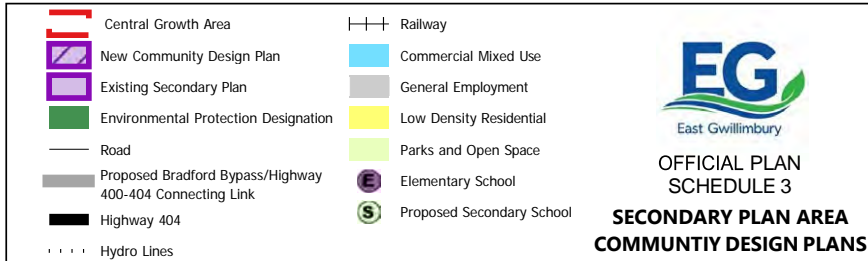 Central Growth Area
New Community Design Plan
Existing Secondary Plan
Environmental Protection Designation
Road
Proposed Bradford Bypass/Highway
400-404 Connecting Link
Highway 404
Hydro Lines
Railway
Commercial Mixed Use
General Employment
Low Density Residential
Parks and Open Space
E Elementary School
S Proposed Secondary School
EG
East Gwillimbury
OFFICIAL PLAN
SCHEDULE 3
SECONDARY PLAN AREA
COMMUNTIY DESIGN PLANS